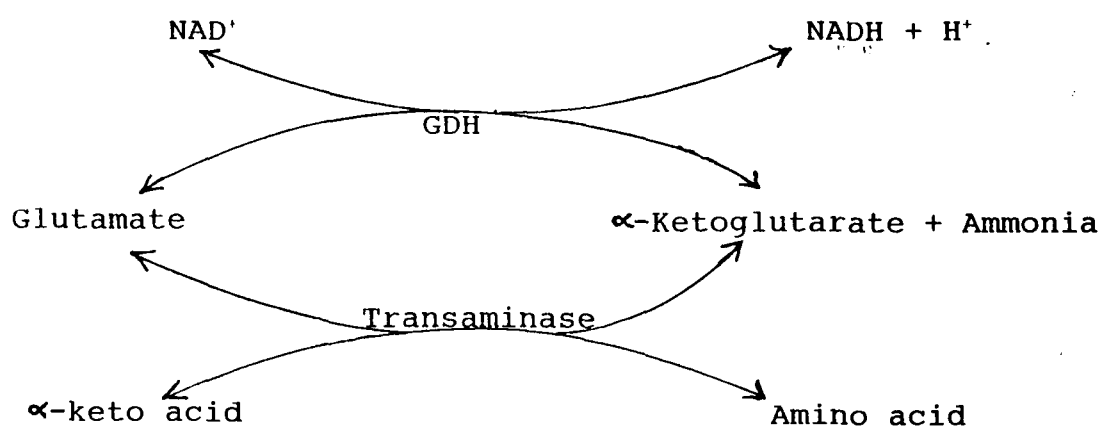 NAD⁺ NADH + H⁺
GDH
Glutamate ∝-Ketoglutarate + Ammonia
Transaminase
∝-keto acid Amino acid